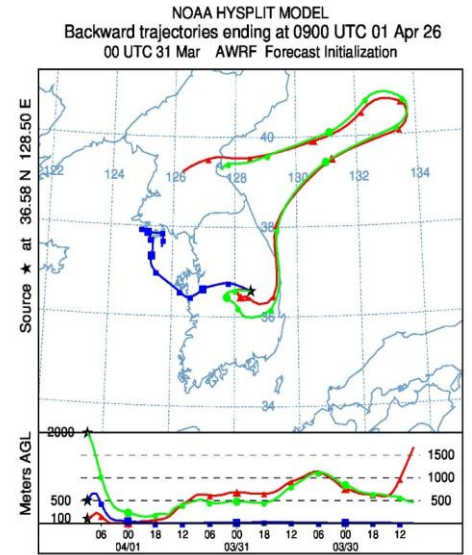 NOAA HYSPLIT MODEL
Backward trajectories ending at 0900 UTC 01 Apr 26
00 UTC 31 Mar AWRF Forecast Initialization
Source ★ at 36.58 N 128.50 E
122 124 126 128 130 132 134
40
38
36
34
Meters AGL
2000
500
100
1500
1000
500
06 00 18 12 06 00 18 12 06 00 18 12
04/01 03/31 03/30